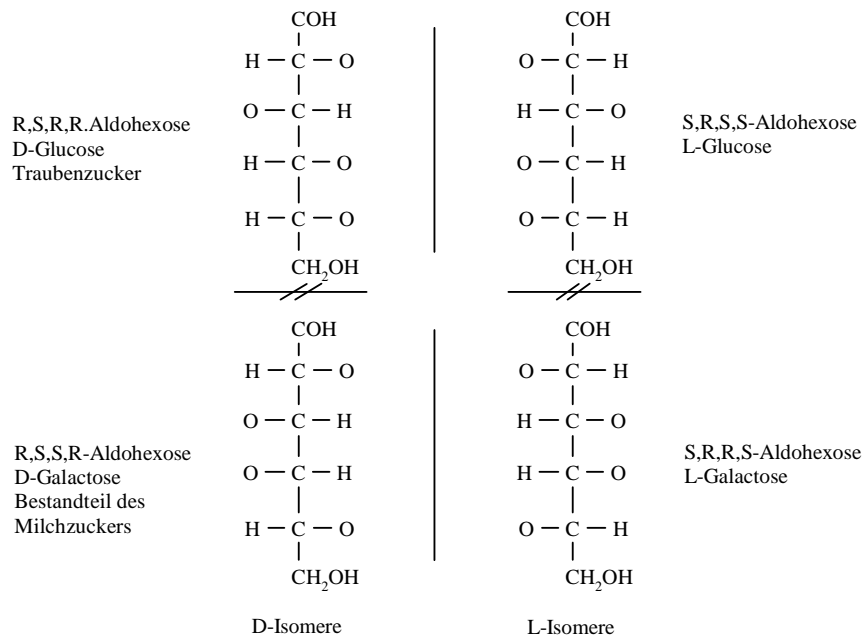 COH COH
H C O O C H
O C H H C O
R,S,R,R.Aldohexose
D-Glucose
Traubenzucker
H C O O C H
S,R,S,S-Aldohexose
L-Glucose
H C O O C H
CH2OH CH2OH
COH COH
H C O O C H
O C H H C O
R,S,S,R-Aldohexose
D-Galactose
Bestandteil des
Milchzuckers
O C H H C O
S,R,R,S-Aldohexose
L-Galactose
H C O O C H
CH2OH CH2OH
D-Isomere L-Isomere